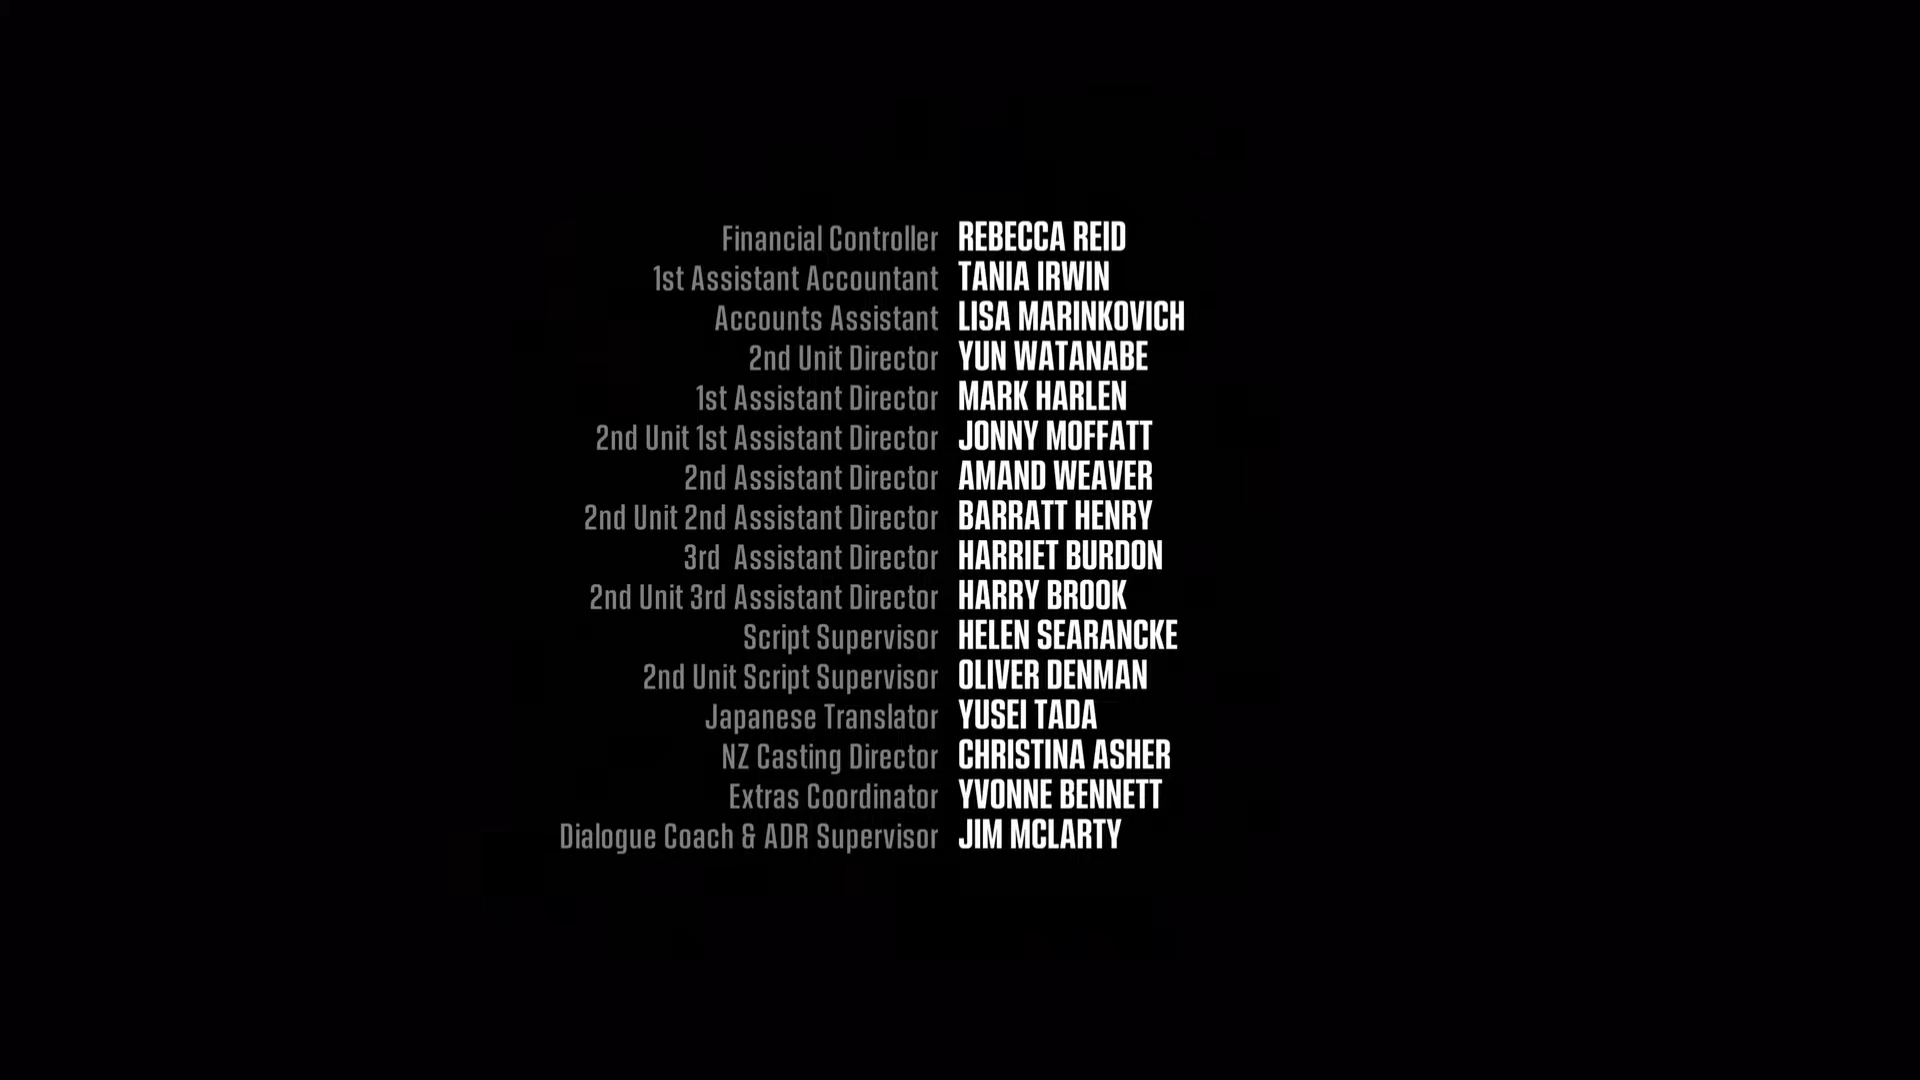 Financial Controller REBECCA REID
1st Assistant Accountant TANIA IRWIN
Accounts Assistant LISA MARINKOVICH
2nd Unit Director YUN WATANABE
1st Assistant Director MARK HARLEN
2nd Unit 1st Assistant Director JONNY MOFFATT
2nd Assistant Director AMAND WEAVER
2nd Unit 2nd Assistant Director BARRATT HENRY
3rd  Assistant Director HARRIET BURDON
2nd Unit 3rd Assistant Director HARRY BROOK
Script Supervisor HELEN SEARANCKE
2nd Unit Script Supervisor OLIVER DENMAN
Japanese Translator YUSEI TADA
NZ Casting Director CHRISTINA ASHER
Extras Coordinator YVONNE BENNETT
Dialogue Coach & ADR Supervisor JIM MCLARTY